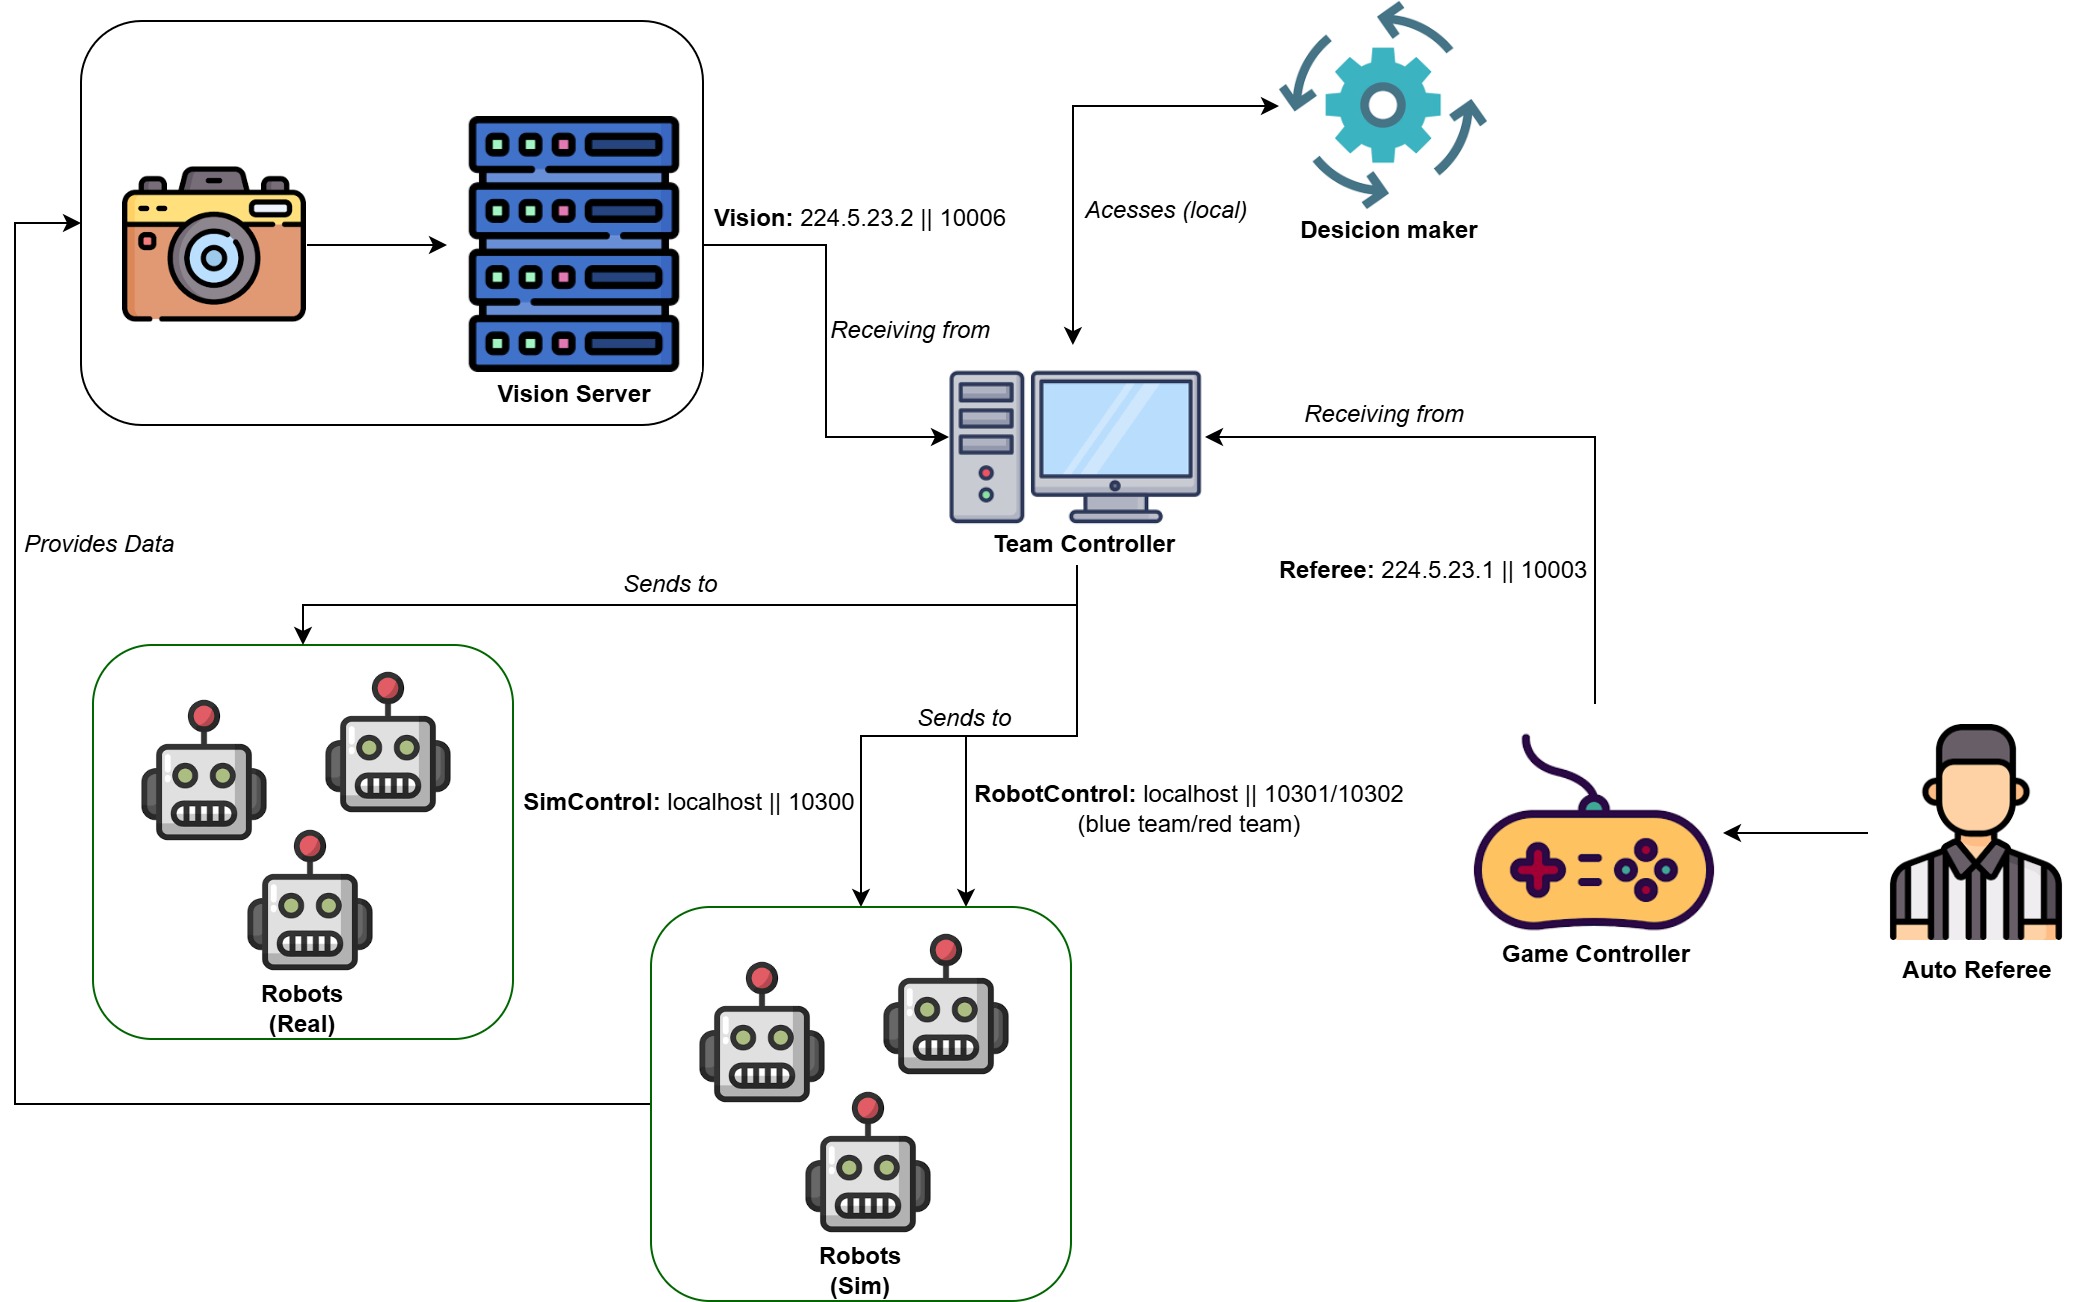 Vision: 224.5.23.2 || 10006
Acesses (local)
Desicion maker
Receiving from
Vision Server
Receiving from
Provides Data
Team Controller
Referee: 224.5.23.1 || 10003
Sends to
Sends to
SimControl: localhost || 10300
RobotControl: localhost || 10301/10302
(blue team/red team)
Game Controller
Auto Referee
Robots
(Real)
Robots
(Sim)